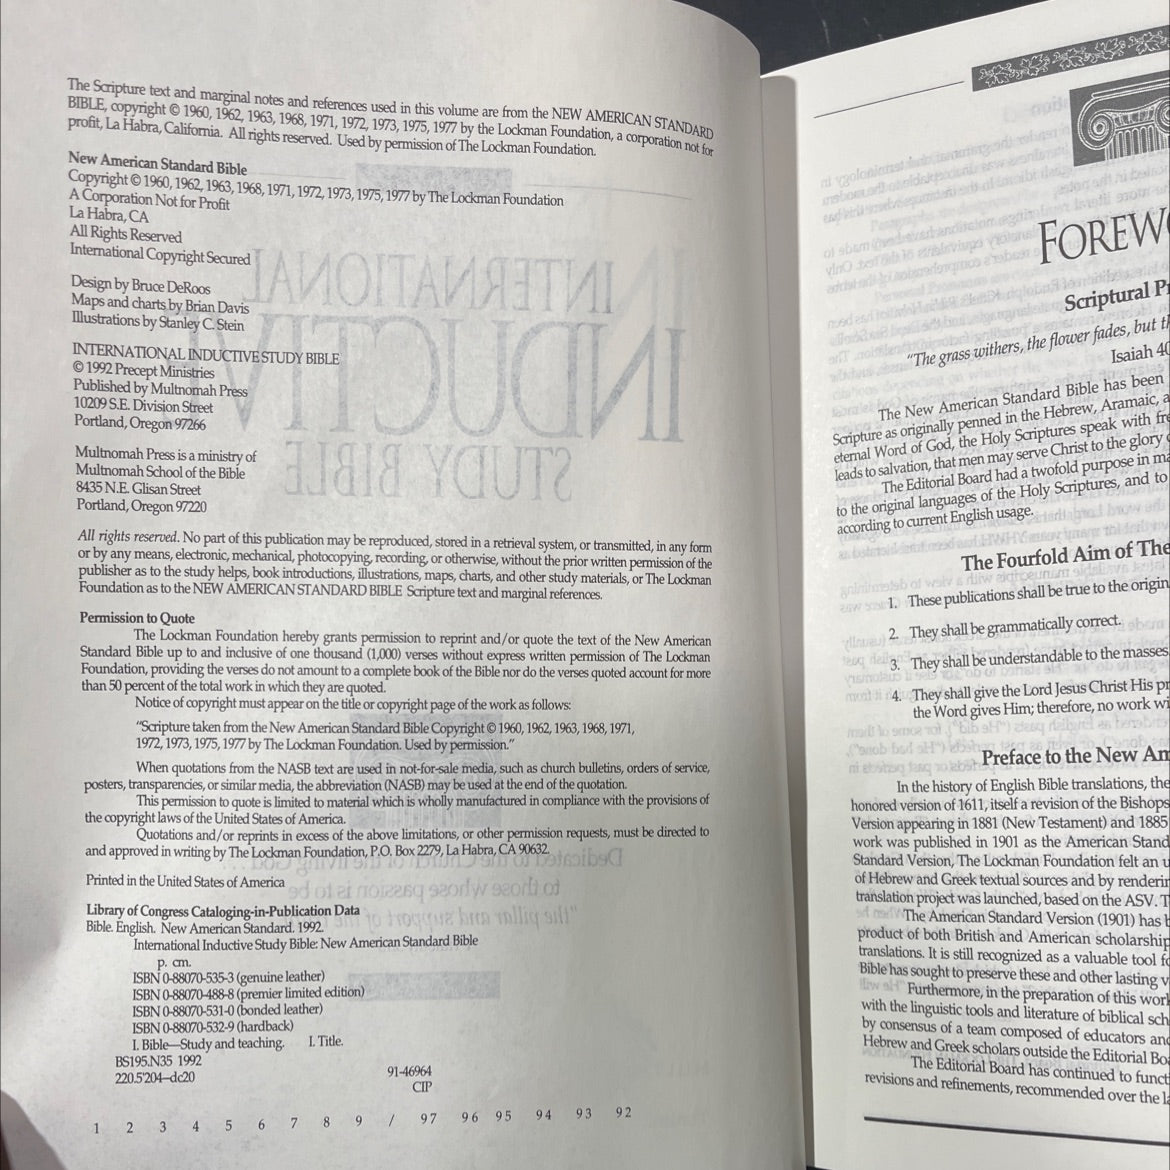 The Scripture text and marginal notes and references used in this volume are from the NEW AMERICAN STANDARD
BIBLE, copyright © 1960, 1962, 1963, 1968, 1971, 1972, 1973, 1975, 1977 by the Lockman Foundation, a corporation not for
profit, La Habra, California. All rights reserved. Used by permission of The Lockman Foundation.
New American Standard Bible
Copyright © 1960, 1962, 1963, 1968, 1971, 1972, 1973, 1975, 1977 by The Lockman Foundation
A Corporation Not for Profit
La Habra, CA
All Rights Reserved
International Copyright Secured
Design by Bruce DeRoos
Maps and charts by Brian Davis
Illustrations by Stanley C. Stein
INTERNATIONAL INDUCTIVE STUDY BIBLE
© 1992 Precept Ministries
Published by Multnomah Press
10209 S.E. Division Street
Portland, Oregon 97266
Multnomah Press is a ministry of
Multnomah School of the Bible
8435 N.E. Glisan Street
Portland, Oregon 97220
All rights reserved. No part of this publication may be reproduced, stored in a retrieval system, or transmitted, in any form
or by any means, electronic, mechanical, photocopying, recording, or otherwise, without the prior written permission of the
publisher as to the study helps, book introductions, illustrations, maps, charts, and other study materials, or The Lockman
Foundation as to the NEW AMERICAN STANDARD BIBLE Scripture text and marginal references.
Permission to Quote
The Lockman Foundation hereby grants permission to reprint and/or quote the text of the New American
Standard Bible up to and inclusive of one thousand (1,000) verses without express written permission of The Lockman
Foundation, providing the verses do not amount to a complete book of the Bible nor do the verses quoted account for more
than 50 percent of the total work in which they are quoted.
Notice of copyright must appear on the title or copyright page of the work as follows:
"Scripture taken from the New American Standard Bible Copyright © 1960, 1962, 1963, 1968, 1971,
1972, 1973, 1975, 1977 by The Lockman Foundation. Used by permission."
When quotations from the NASB text are used in not-for-sale media, such as church bulletins, orders of service,
posters, transparencies, or similar media, the abbreviation (NASB) may be used at the end of the quotation.
This permission to quote is limited to material which is wholly manufactured in compliance with the provisions of
the copyright laws of the United States of America.
Quotations and/or reprints in excess of the above limitations, or other permission requests, must be directed to
and approved in writing by The Lockman Foundation, P.O. Box 2279, La Habra, CA 90632.
Printed in the United States of America
Library of Congress Cataloging-in-Publication Data
Bible. English. New American Standard. 1992.
International Inductive Study Bible: New American Standard Bible
p. cm.
ISBN 0-88070-535-3 (genuine leather)
ISBN 0-88070-488-8 (premier limited edition)
ISBN 0-88070-531-0 (bonded leather)
ISBN 0-88070-532-9 (hardback)
I. Bible—Study and teaching. I. Title.
BS195.N35 1992
220.5'204—dc20 91-46964
CIP
1 2 3 4 5 6 7 8 9 / 97 96 95 94 93 92
FOREW
Scriptural P
"The grass withers, the flower fades, but th
Isaiah 40
The New American Standard Bible has been
Scripture as originally penned in the Hebrew, Aramaic, a
eternal Word of God, the Holy Scriptures speak with fre
leads to salvation, that men may serve Christ to the glory o
The Editorial Board had a twofold purpose in ma
to the original languages of the Holy Scriptures, and to
according to current English usage.
The Fourfold Aim of The
1. These publications shall be true to the origin
2. They shall be grammatically correct.
3. They shall be understandable to the masses
4. They shall give the Lord Jesus Christ His pr
the Word gives Him; therefore, no work wi
Preface to the New Am
In the history of English Bible translations, the
honored version of 1611, itself a revision of the Bishops
Version appearing in 1881 (New Testament) and 1885
work was published in 1901 as the American Stand
Standard Version, The Lockman Foundation felt an u
of Hebrew and Greek textual sources and by renderin
translation project was launched, based on the ASV. T
The American Standard Version (1901) has b
product of both British and American scholarship
translations. It is still recognized as a valuable tool fo
Bible has sought to preserve these and other lasting v
Furthermore, in the preparation of this work
with the linguistic tools and literature of biblical sch
by consensus of a team composed of educators and
Hebrew and Greek scholars outside the Editorial Boa
The Editorial Board has continued to funct
revisions and refinements, recommended over the la